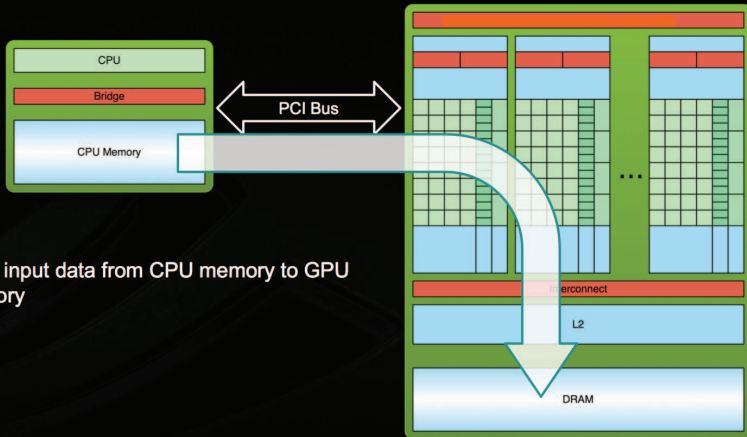 CPU
Bridge
PCI Bus
CPU Memory
...
input data from CPU memory to GPU
ory
Interconnect
L2
DRAM